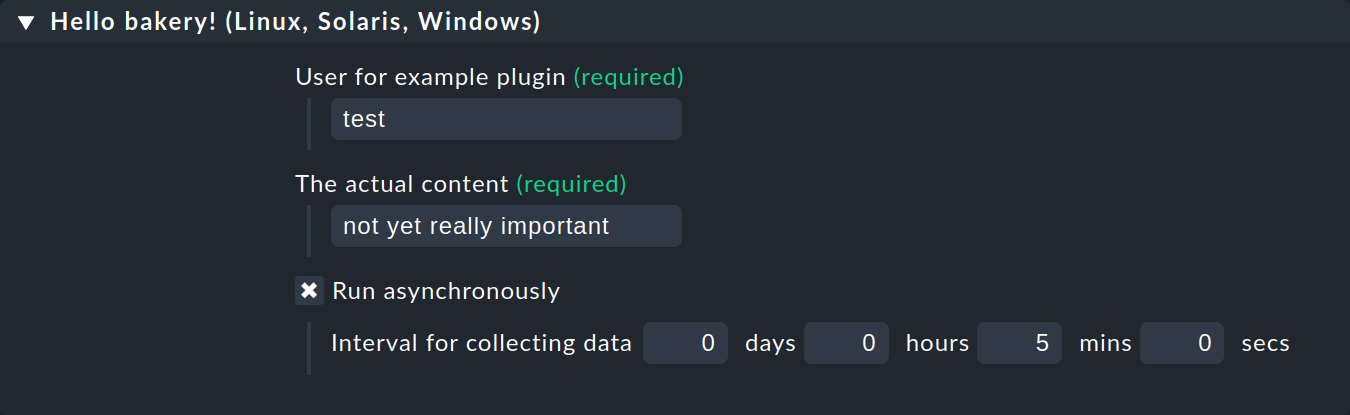 Hello bakery! (Linux, Solaris, Windows)
User for example plugin (required)
test
The actual content (required)
not yet really important
Run asynchronously
Interval for collecting data 0 days 0 hours 5 mins 0 secs